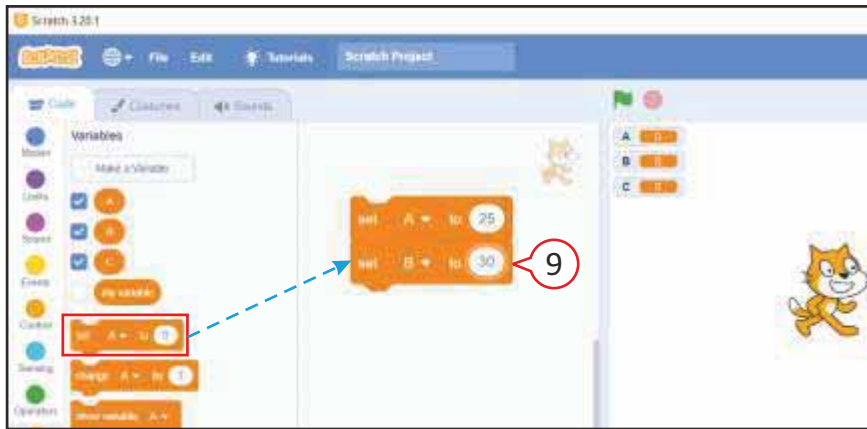 Scratch 3.20.1
SCRATCH File Edit Tutorials Scratch Project
Code Costumes Sounds
Variables
Motion
Make a Variable
Looks
A
Sound
B
C
Events
My variable
Control
set A to 0
Sensing
change A by 1
Operators
show variable A
set A to 25
set B to 30
9
A 0
B 0
C 0